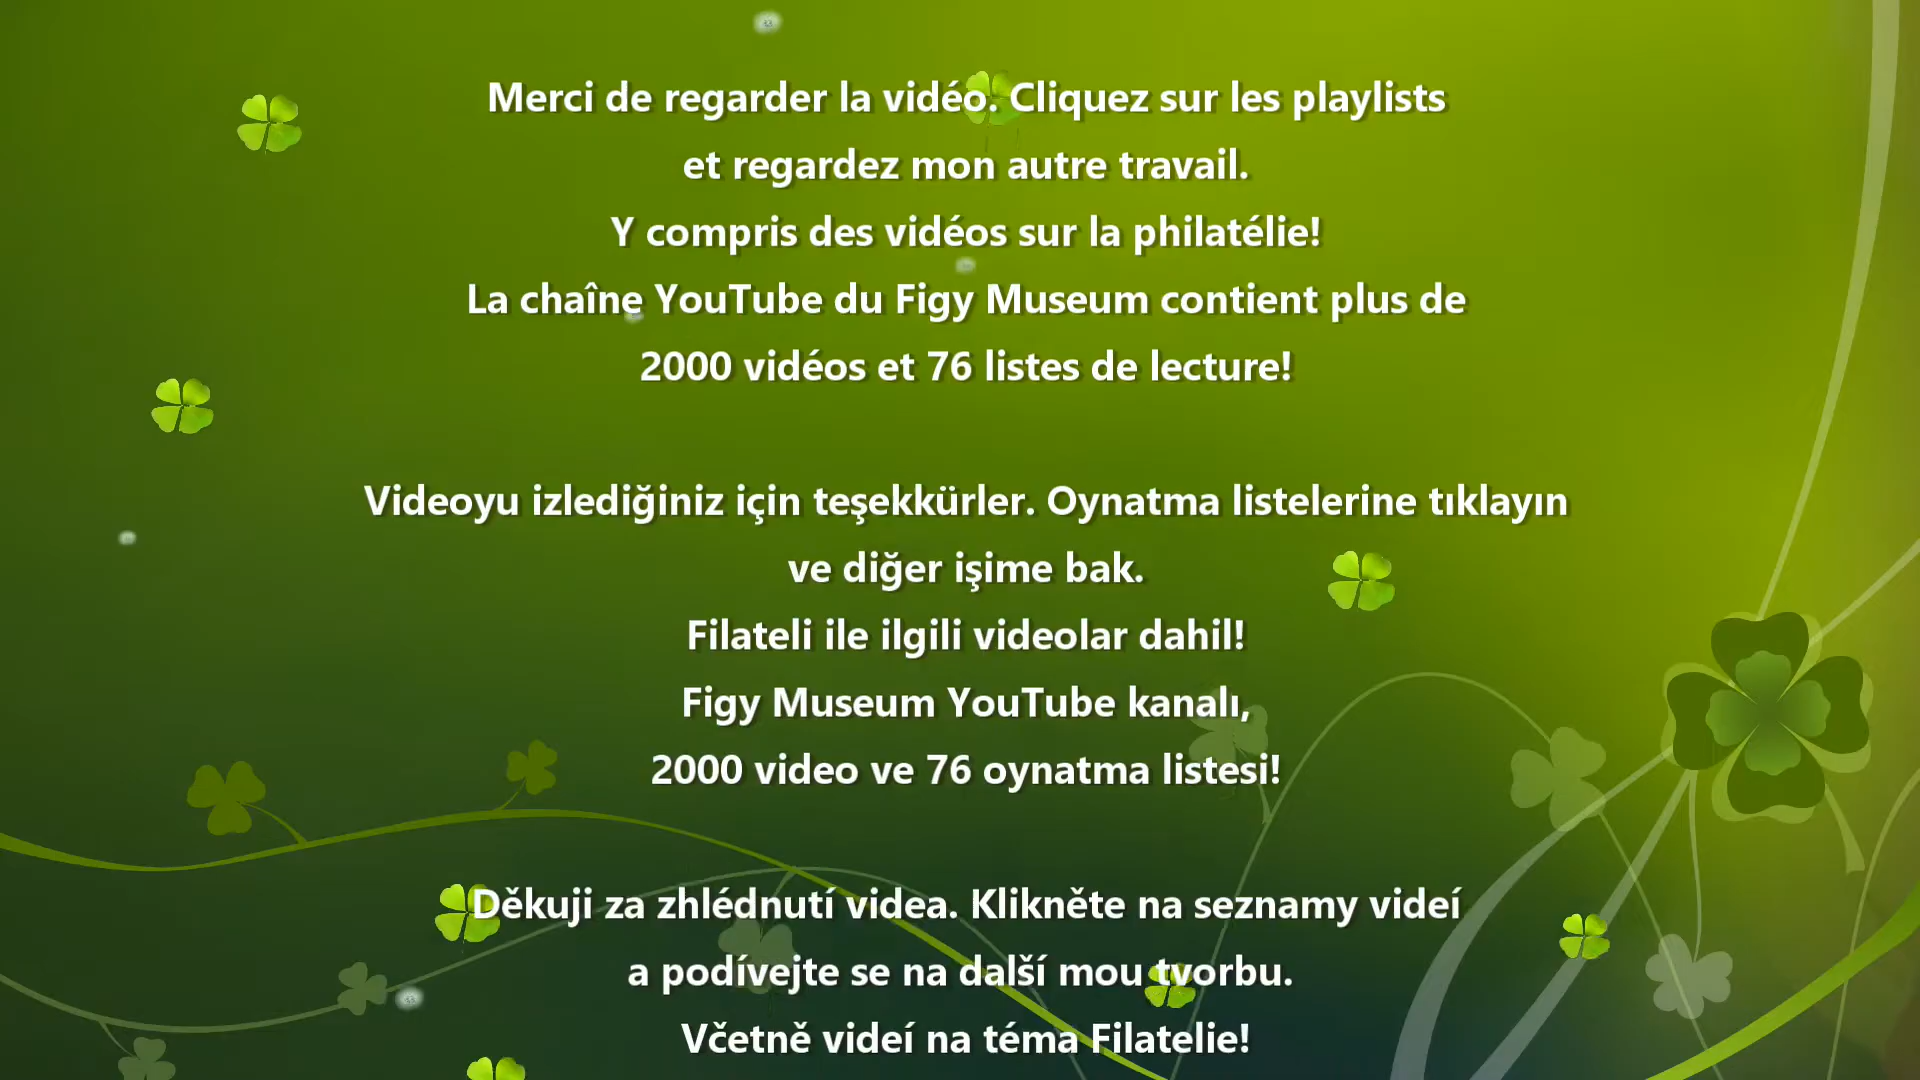 Merci de regarder la vidéo. Cliquez sur les playlists
et regardez mon autre travail.
Y compris des vidéos sur la philatélie!
La chaîne YouTube du Figy Museum contient plus de
2000 vidéos et 76 listes de lecture!
Videoyu izlediğiniz için teşekkürler. Oynatma listelerine tıklayın
ve diğer işime bak.
Filateli ile ilgili videolar dahil!
Figy Museum YouTube kanalı,
2000 video ve 76 oynatma listesi!
Děkuji za zhlédnutí videa. Klikněte na seznamy videí
a podívejte se na další mou tvorbu.
Včetně videí na téma Filatelie!